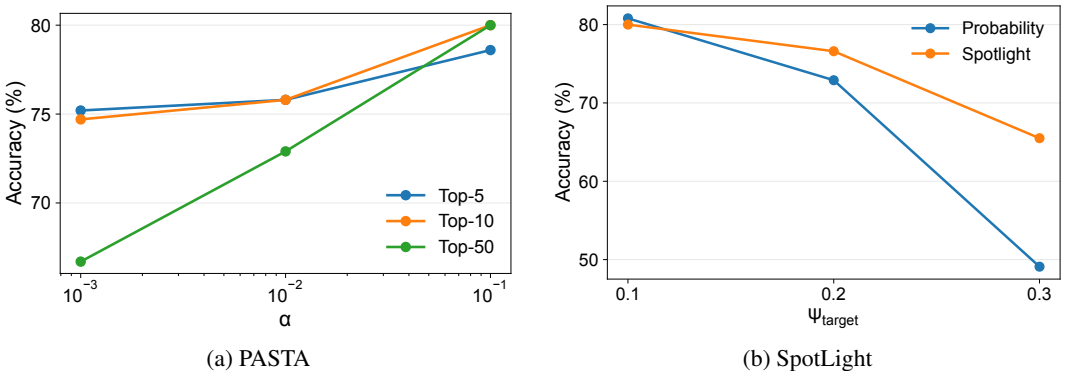 80
75
70
Accuracy (%)
Top-5
Top-10
Top-50
10⁻³
10⁻²
10⁻¹
α
(a) PASTA
80
70
60
50
Accuracy (%)
Probability
Spotlight
0.1
0.2
0.3
Ψtarget
(b) SpotLight